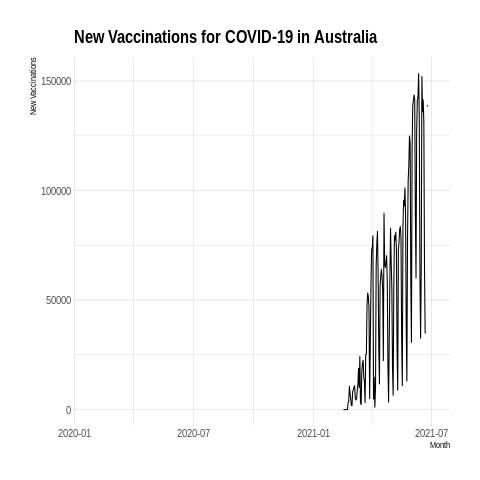 New Vaccinations for COVID-19 in Australia
New Vaccinations
150000
100000
50000
0
2020-01
2020-07
2021-01
2021-07
Month